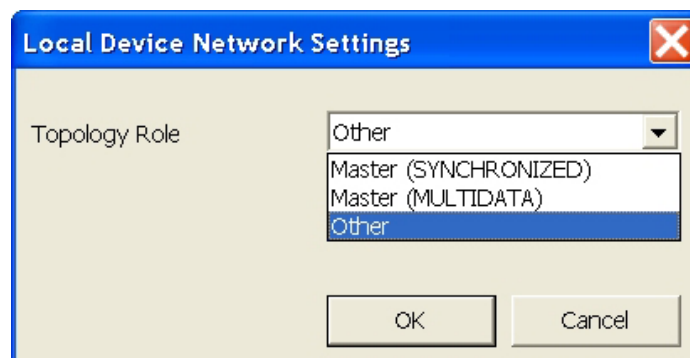 Local Device Network Settings
Topology Role
Other
Master (SYNCHRONIZED)
Master (MULTIDATA)
Other
OK
Cancel